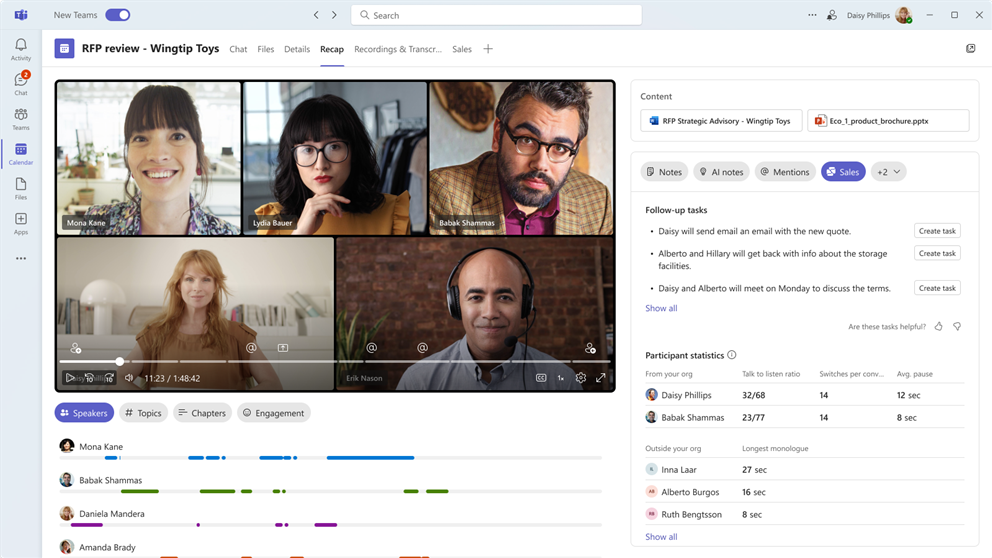 New Teams
Search
Daisy Phillips
Activity
2
Chat
Teams
Calendar
Files
Apps
RFP review - Wingtip Toys
Chat
Files
Details
Recap
Recordings & Transcr...
Sales
Mona Kane
Lydia Bauer
Babak Shammas
Erik Nason
10
10
11:23 / 1:48:42
CC
1x
Speakers
# Topics
Chapters
Engagement
Mona Kane
Babak Shammas
Daniela Mandera
Amanda Brady
Content
RFP Strategic Advisory - Wingtip Toys
Eco_1_product_brochure.pptx
Notes
AI notes
Mentions
Sales
+2
Follow-up tasks
• Daisy will send email an email with the new quote.
Create task
• Alberto and Hillary will get back with info about the storage
facilities.
Create task
• Daisy and Alberto will meet on Monday to discuss the terms.
Create task
Show all
Are these tasks helpful?
Participant statistics
From your org
Talk to listen ratio
Switches per conv...
Avg. pause
Daisy Phillips
32/68
14
12 sec
Babak Shammas
23/77
14
8 sec
Outside your org
Longest monologue
IL
Inna Laar
27 sec
AB
Alberto Burgos
16 sec
RB
Ruth Bengtsson
8 sec
Show all